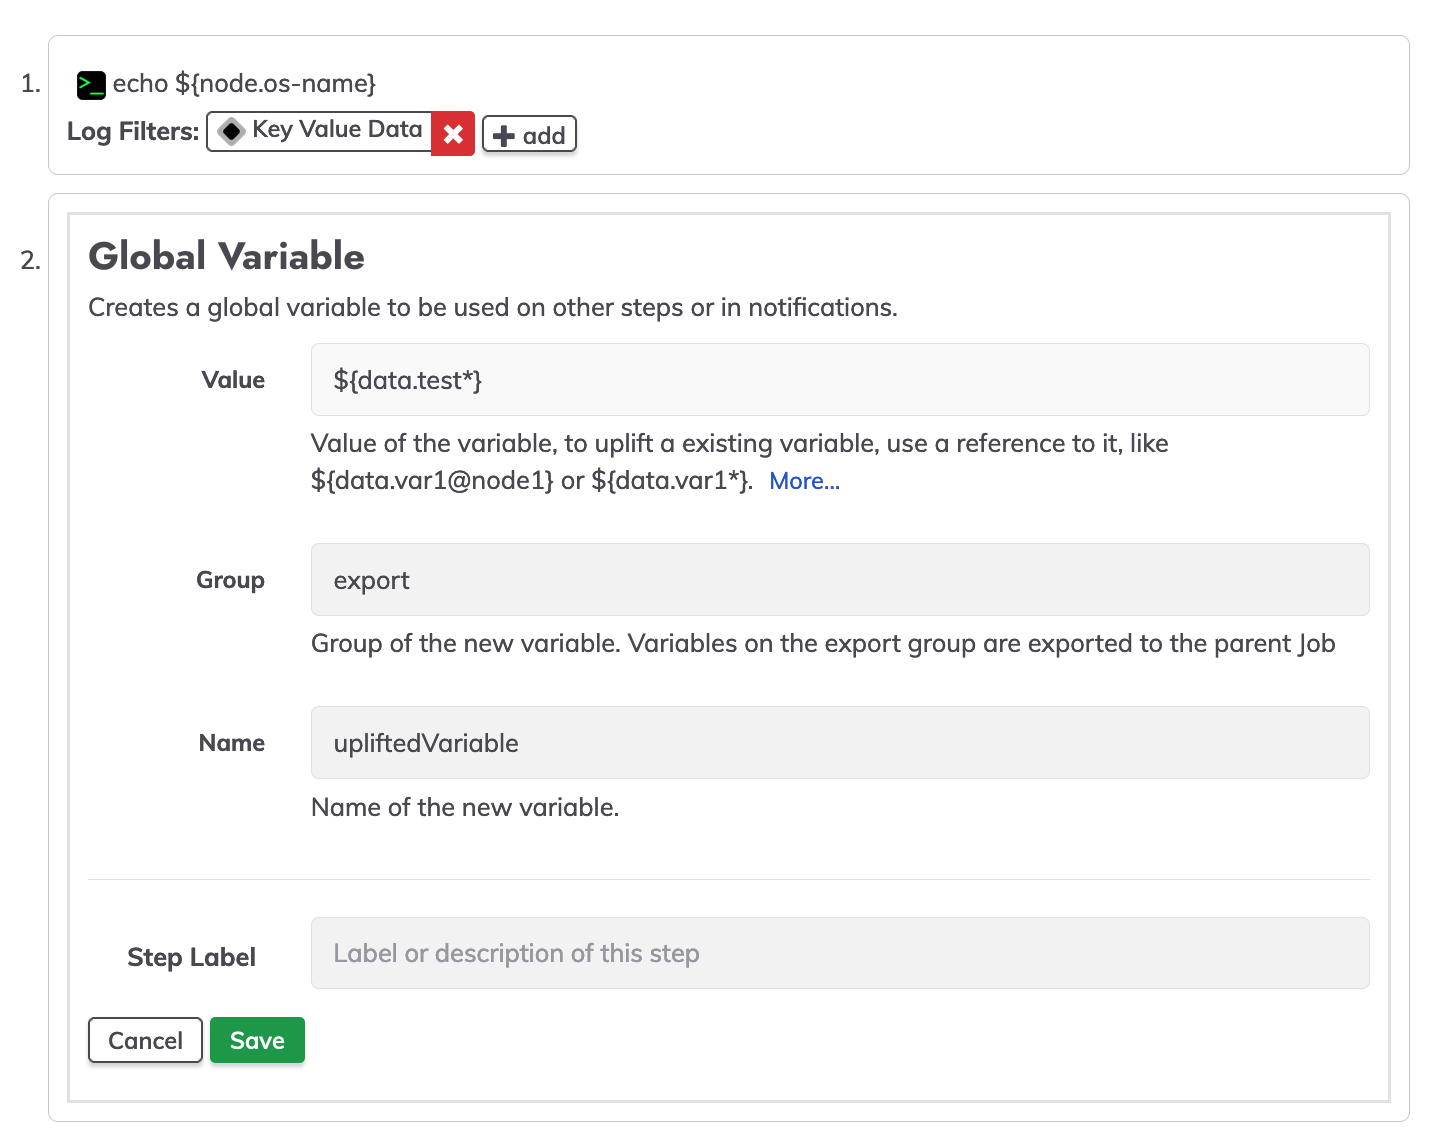 1. >_ echo ${node.os-name}
Log Filters: Key Value Data add
2. Global Variable
Creates a global variable to be used on other steps or in notifications.
Value ${data.test*}
Value of the variable, to uplift a existing variable, use a reference to it, like
${data.var1@node1} or ${data.var1*}. More...
Group export
Group of the new variable. Variables on the export group are exported to the parent Job
Name upliftedVariable
Name of the new variable.
Step Label Label or description of this step
Cancel Save